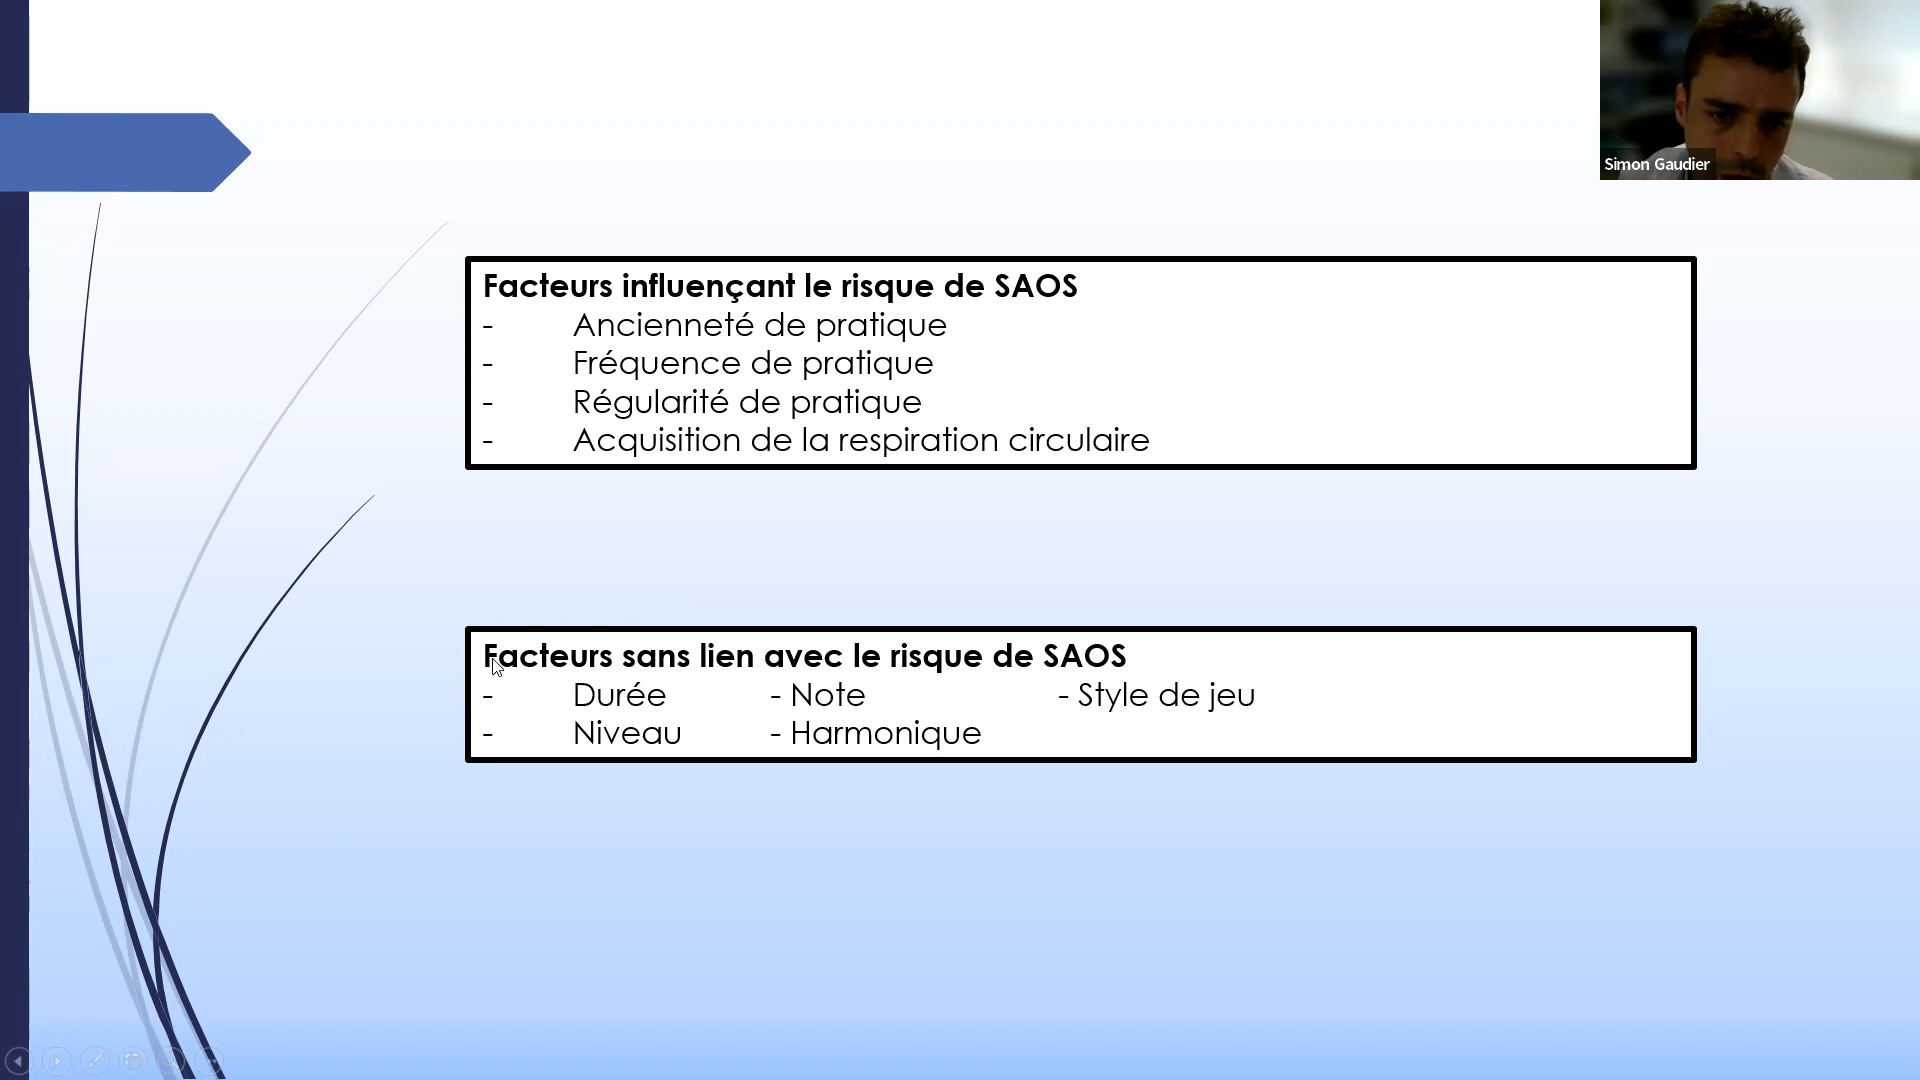 Simon Gaudier
Facteurs influençant le risque de SAOS
- Ancienneté de pratique
- Fréquence de pratique
- Régularité de pratique
- Acquisition de la respiration circulaire
Facteurs sans lien avec le risque de SAOS
- Durée - Note - Style de jeu
- Niveau - Harmonique